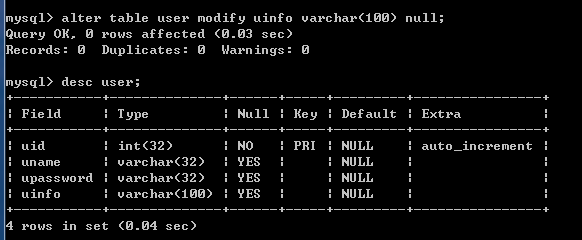 mysql> alter table user modify uinfo varchar(100) null;
Query OK, 0 rows affected (0.03 sec)
Records: 0  Duplicates: 0  Warnings: 0
mysql> desc user;
+-----------+--------------+------+-----+---------+----------------+
| Field     | Type         | Null | Key | Default | Extra          |
+-----------+--------------+------+-----+---------+----------------+
| uid       | int(32)      | NO   | PRI | NULL    | auto_increment |
| uname     | varchar(32)  | YES  |     | NULL    |                |
| upassword | varchar(32)  | YES  |     | NULL    |                |
| uinfo     | varchar(100) | YES  |     | NULL    |                |
+-----------+--------------+------+-----+---------+----------------+
4 rows in set (0.04 sec)